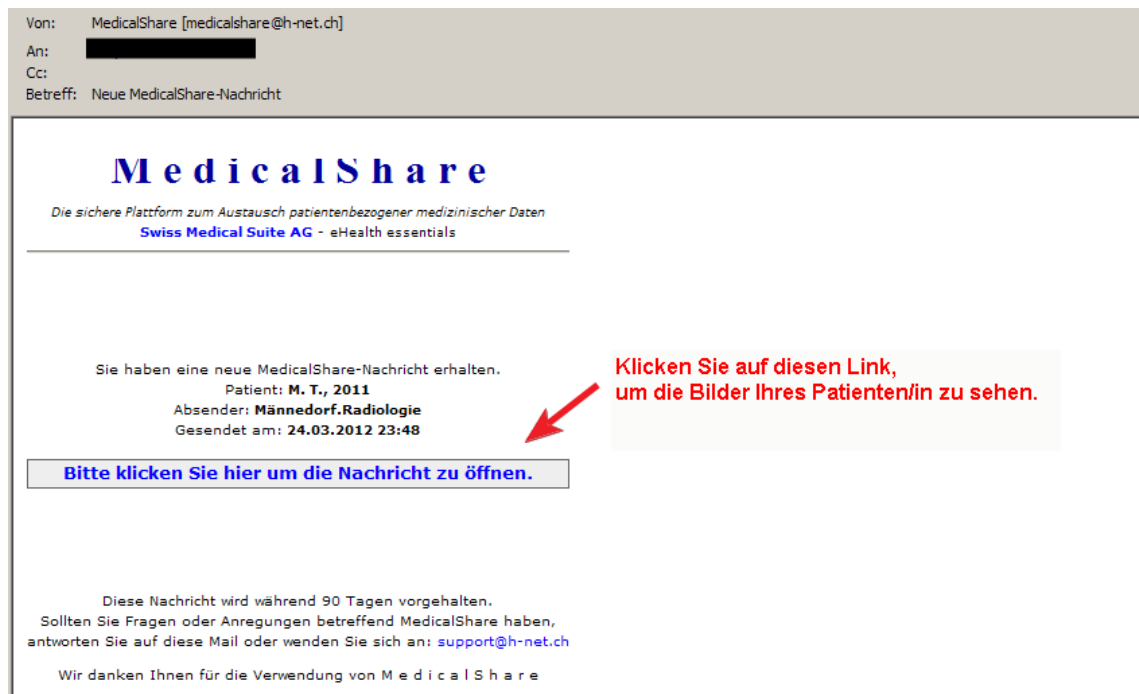 Von: MedicalShare [medicalshare@h-net.ch]
An:
Cc:
Betreff: Neue MedicalShare-Nachricht
M e d i c a l S h a r e
Die sichere Plattform zum Austausch patientenbezogener medizinischer Daten
Swiss Medical Suite AG - eHealth essentials
Sie haben eine neue MedicalShare-Nachricht erhalten.
Patient: M. T., 2011
Absender: Männedorf.Radiologie
Gesendet am: 24.03.2012 23:48
Klicken Sie auf diesen Link,
um die Bilder Ihres Patienten/in zu sehen.
Bitte klicken Sie hier um die Nachricht zu öffnen.
Diese Nachricht wird während 90 Tagen vorgehalten.
Sollten Sie Fragen oder Anregungen betreffend MedicalShare haben,
antworten Sie auf diese Mail oder wenden Sie sich an: support@h-net.ch
Wir danken Ihnen für die Verwendung von M e d i c a l S h a r e